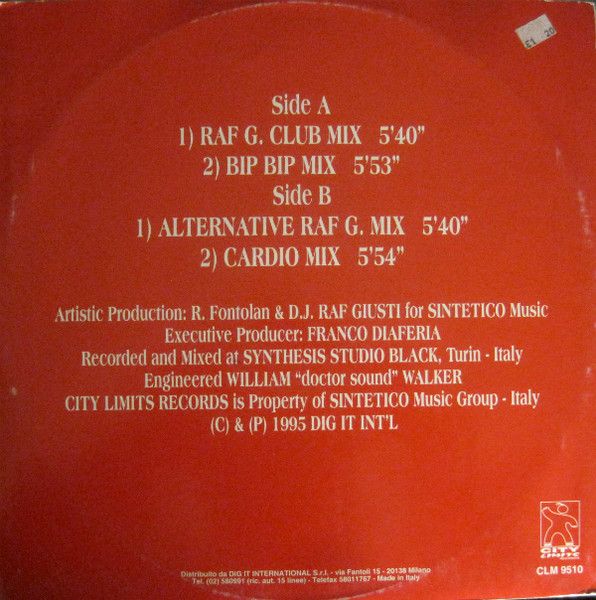 £1 20
Side A
1) RAF G. CLUB MIX 5'40"
2) BIP BIP MIX 5'53"
Side B
1) ALTERNATIVE RAF G. MIX 5'40"
2) CARDIO MIX 5'54"
Artistic Production: R. Fontolan & D.J. RAF GIUSTI for SINTETICO Music
Executive Producer: FRANCO DIAFERIA
Recorded and Mixed at SYNTHESIS STUDIO BLACK, Turin - Italy
Engineered WILLIAM "doctor sound" WALKER
CITY LIMITS RECORDS is Property of SINTETICO Music Group - Italy
(C) & (P) 1995 DIG IT INT'L
CITY
LIMITS
CLM 9510
Distribuito da DIG IT INTERNATIONAL S.r.l. - via Fantoli 15 - 20138 Milano
Tel. (02) 580991 (ric. aut. 15 linee) - Telefax 58011767 - Made in Italy